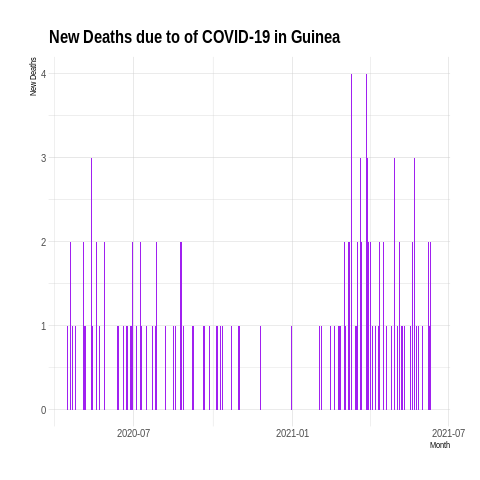 New Deaths due to of COVID-19 in Guinea
New Deaths
4
3
2
1
0
2020-07
2021-01
2021-07
Month